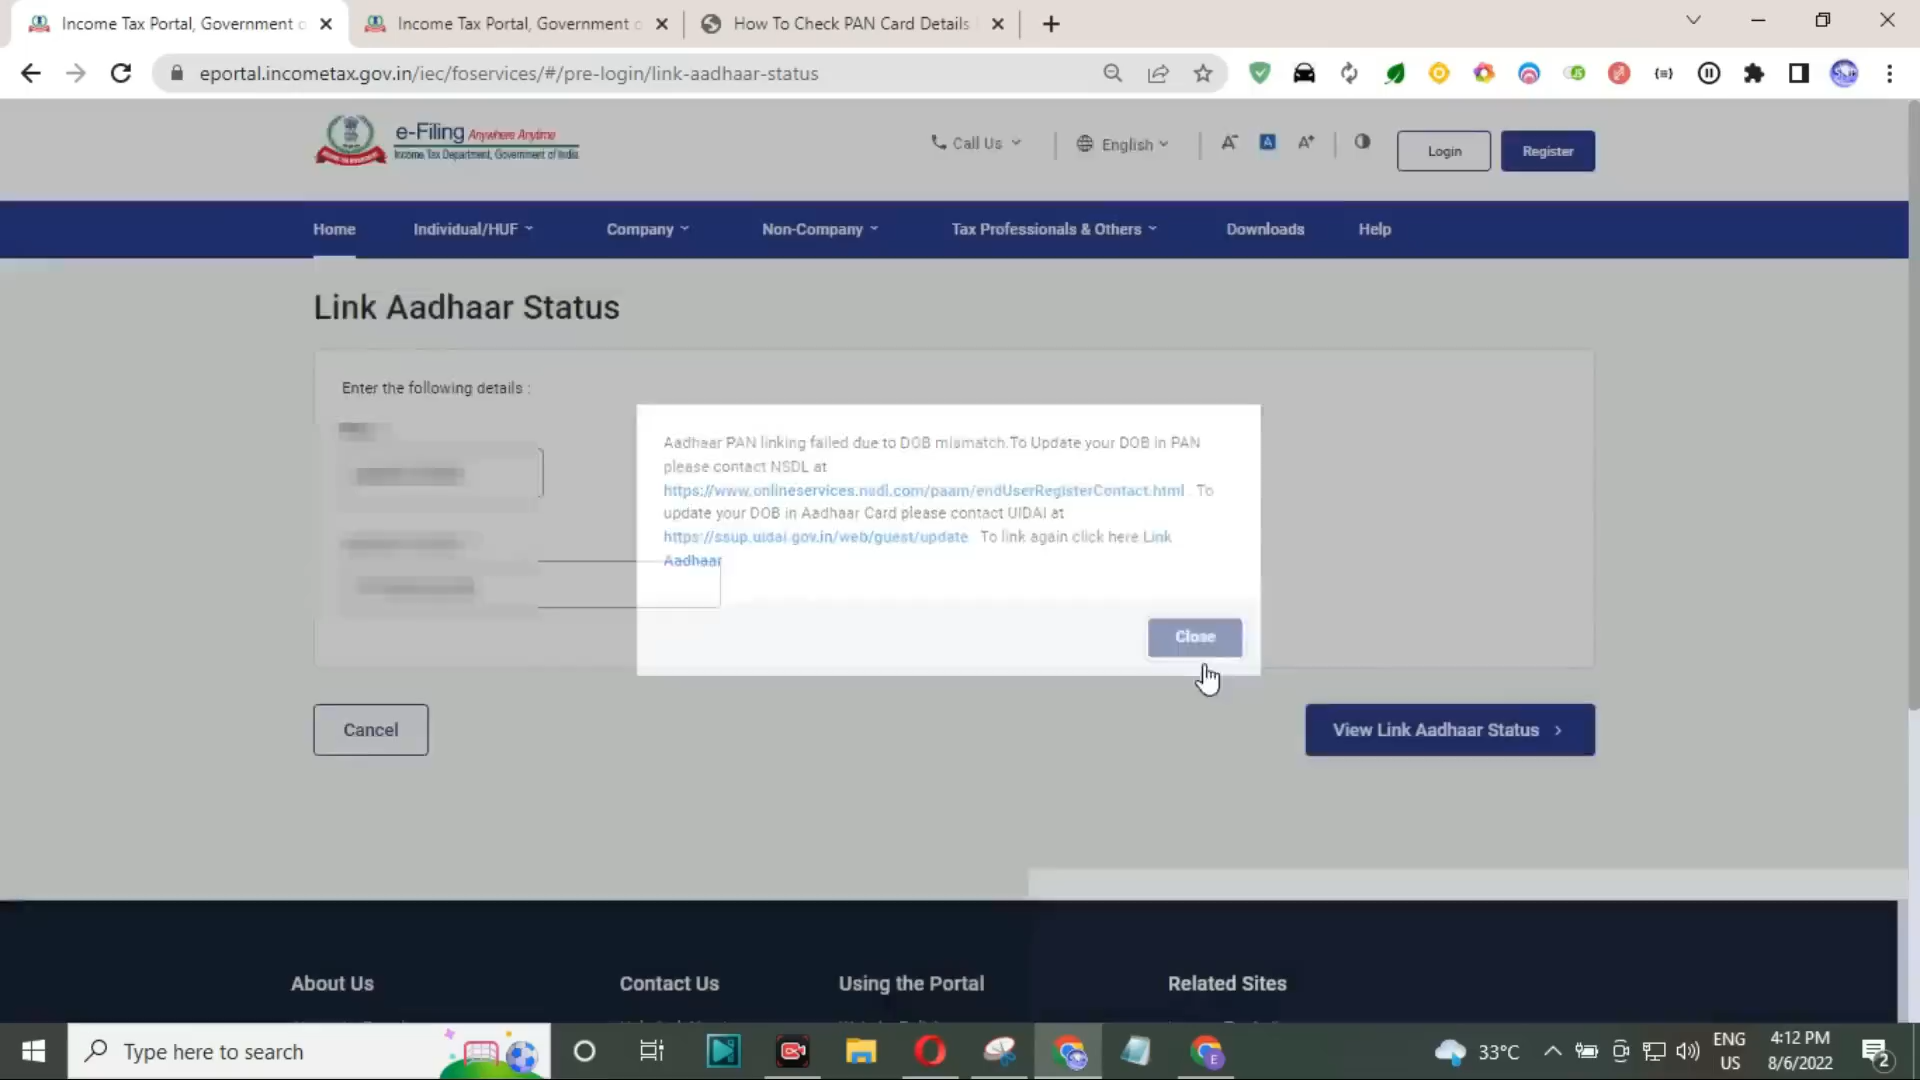 Income Tax Portal, Government o
Income Tax Portal, Government o
How To Check PAN Card Details
eportal.incometax.gov.in/iec/foservices/#/pre-login/link-aadhaar-status
e-Filing Anywhere Anytime
Income Tax Department, Government of India
Call Us
English
A-
A
A+
Login
Register
Home
Individual/HUF
Company
Non-Company
Tax Professionals & Others
Downloads
Help
Link Aadhaar Status
Enter the following details :
Aadhaar PAN linking failed due to DOB mismatch.To Update your DOB in PAN
please contact NSDL at
https://www.onlineservices.nsdl.com/paam/endUserRegisterContact.html . To
update your DOB in Aadhaar Card please contact UIDAI at
https://ssup.uidai.gov.in/web/guest/update To link again click here Link
Aadhaar
Close
Cancel
View Link Aadhaar Status >
About Us
Contact Us
Using the Portal
Related Sites
Type here to search
33°C
ENG
US
4:12 PM
8/6/2022
2